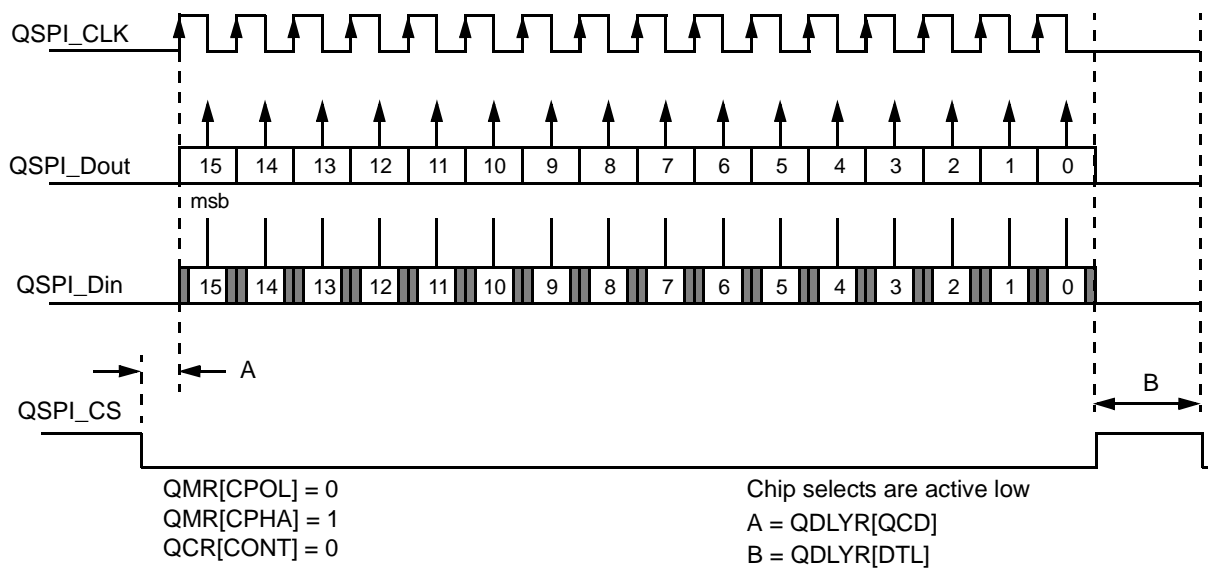 QSPI_CLK
QSPI_Dout
15 14 13 12 11 10 9 8 7 6 5 4 3 2 1 0
msb
QSPI_Din
15 14 13 12 11 10 9 8 7 6 5 4 3 2 1 0
A
B
QSPI_CS
QMR[CPOL] = 0
QMR[CPHA] = 1
QCR[CONT] = 0
Chip selects are active low
A = QDLYR[QCD]
B = QDLYR[DTL]